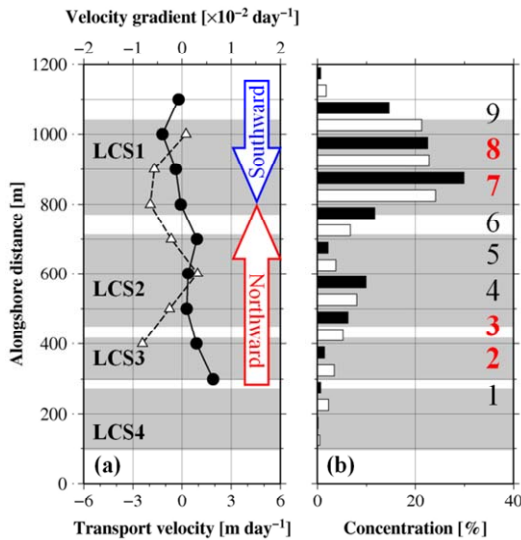 Velocity gradient [×10⁻² day⁻¹]
−2 −1 0 1 2
1200
1000
800
600
400
200
0
Alongshore distance [m]
LCS1
LCS2
LCS3
LCS4
Southward
Northward
(a)
−6 −3 0 3 6
Transport velocity [m day⁻¹]
(b)
9
8
7
6
5
4
3
2
1
0 20 40
Concentration [%]